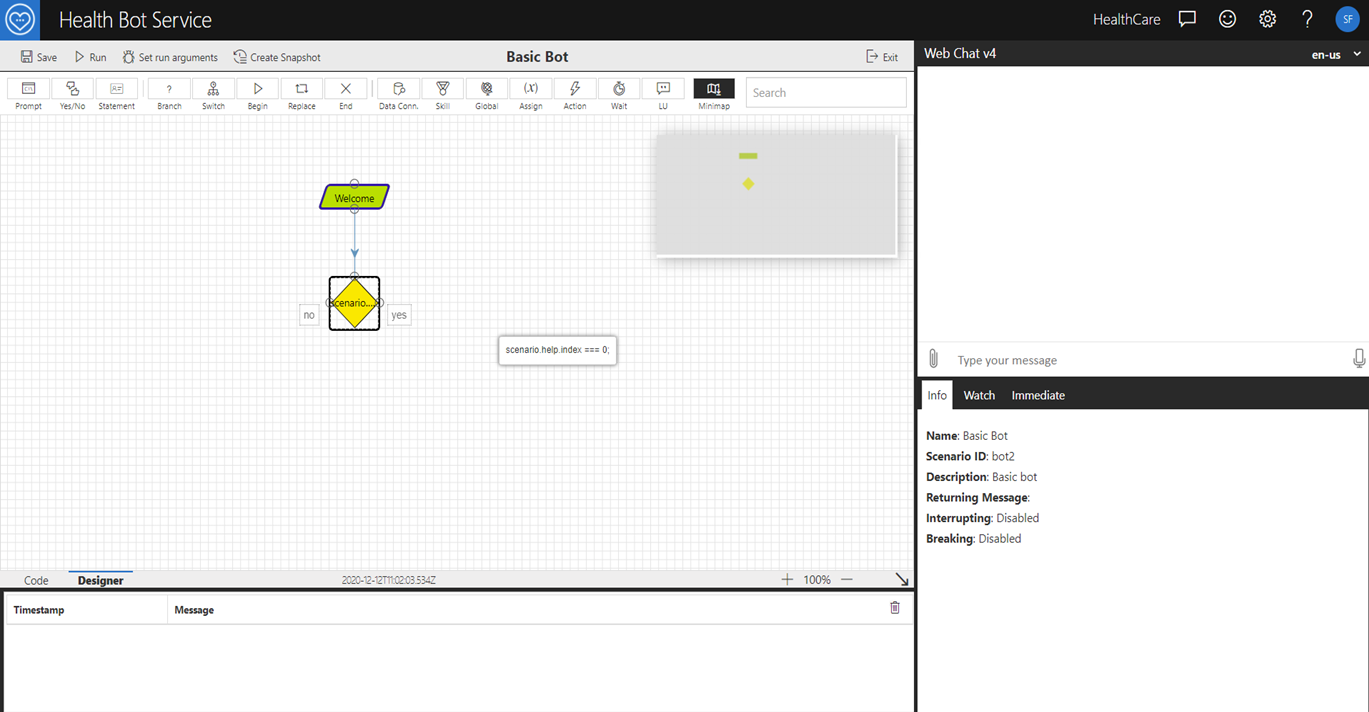 Health Bot Service
HealthCare
?
SF
Save
Run
Set run arguments
Create Snapshot
Basic Bot
Exit
Web Chat v4
en-us
Prompt
Yes/No
Statement
Branch
Switch
Begin
Replace
End
Data Conn.
Skill
Global
Assign
Action
Wait
LU
Minimap
Search
Welcome
scenario....
no
yes
scenario.help.index === 0;
Type your message
Info
Watch
Immediate
Name: Basic Bot
Scenario ID: bot2
Description: Basic bot
Returning Message:
Interrupting: Disabled
Breaking: Disabled
Code
Designer
2020-12-12T11:02:03.534Z
100%
Timestamp
Message